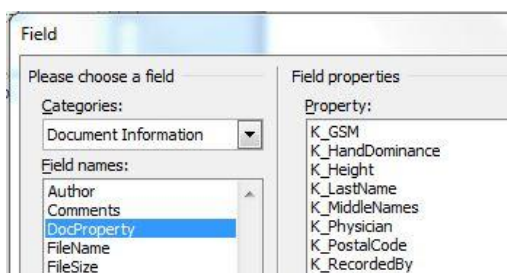 Field
Please choose a field
Categories:
Document Information
Field names:
Author
Comments
DocProperty
FileName
FileSize
Field properties
Property:
K_GSM
K_HandDominance
K_Height
K_LastName
K_MiddleNames
K_Physician
K_PostalCode
K_RecordedBy